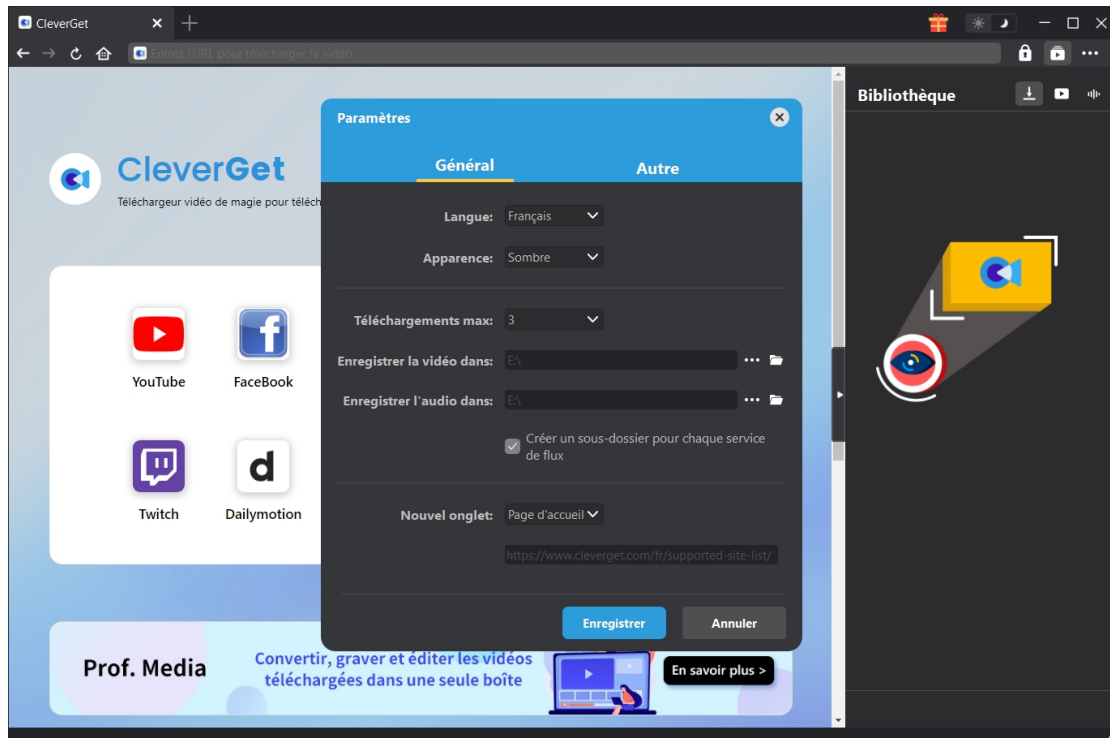 CleverGet
Entrez l'URL pour télécharger la vidéo
Bibliothèque
CleverGet
Téléchargeur vidéo de magie pour téléch
YouTube
FaceBook
Twitch
Dailymotion
Paramètres
Général
Autre
Langue: Français
Apparence: Sombre
Téléchargements max: 3
Enregistrer la vidéo dans: E:\
Enregistrer l'audio dans: E:\
Créer un sous-dossier pour chaque service
de flux
Nouvel onglet: Page d'accueil
https://www.cleverget.com/fr/supported-site-list/
Enregistrer
Annuler
Prof. Media
Convertir, graver et éditer les vidéos
téléchargées dans une seule boîte
En savoir plus >